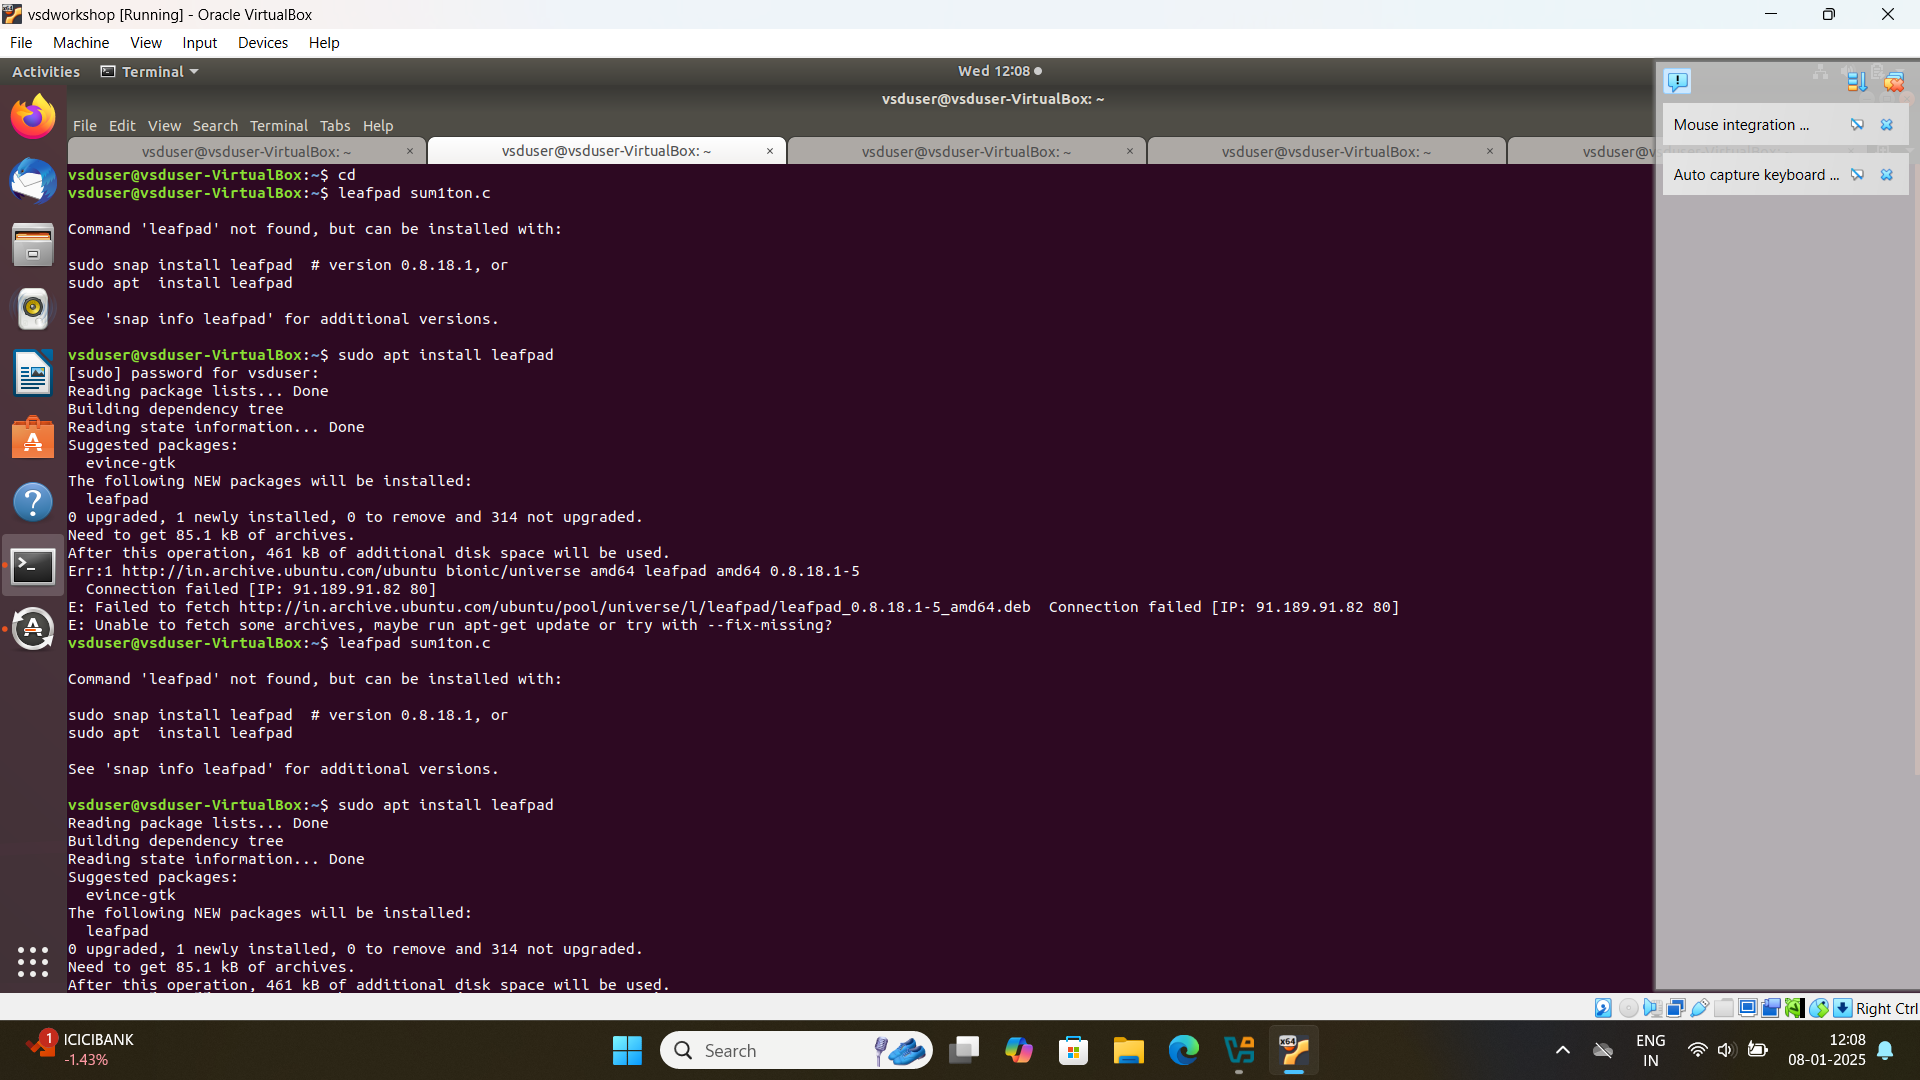 vsdworkshop [Running] - Oracle VirtualBox
File Machine View Input Devices Help
Activities Terminal Wed 12:08
vsduser@vsduser-VirtualBox: ~
File Edit View Search Terminal Tabs Help
vsduser@vsduser-VirtualBox: ~ × vsduser@vsduser-VirtualBox: ~ × vsduser@vsduser-VirtualBox: ~ × vsduser@vsduser-VirtualBox: ~ ×
Mouse integration ...
Auto capture keyboard ...
vsduser@vsduser-VirtualBox:~$ cd
vsduser@vsduser-VirtualBox:~$ leafpad sum1ton.c
Command 'leafpad' not found, but can be installed with:
sudo snap install leafpad  # version 0.8.18.1, or
sudo apt  install leafpad
See 'snap info leafpad' for additional versions.
vsduser@vsduser-VirtualBox:~$ sudo apt install leafpad
[sudo] password for vsduser:
Reading package lists... Done
Building dependency tree
Reading state information... Done
Suggested packages:
evince-gtk
The following NEW packages will be installed:
leafpad
0 upgraded, 1 newly installed, 0 to remove and 314 not upgraded.
Need to get 85.1 kB of archives.
After this operation, 461 kB of additional disk space will be used.
Err:1 http://in.archive.ubuntu.com/ubuntu bionic/universe amd64 leafpad amd64 0.8.18.1-5
Connection failed [IP: 91.189.91.82 80]
E: Failed to fetch http://in.archive.ubuntu.com/ubuntu/pool/universe/l/leafpad/leafpad_0.8.18.1-5_amd64.deb  Connection failed [IP: 91.189.91.82 80]
E: Unable to fetch some archives, maybe run apt-get update or try with --fix-missing?
vsduser@vsduser-VirtualBox:~$ leafpad sum1ton.c
Command 'leafpad' not found, but can be installed with:
sudo snap install leafpad  # version 0.8.18.1, or
sudo apt  install leafpad
See 'snap info leafpad' for additional versions.
vsduser@vsduser-VirtualBox:~$ sudo apt install leafpad
Reading package lists... Done
Building dependency tree
Reading state information... Done
Suggested packages:
evince-gtk
The following NEW packages will be installed:
leafpad
0 upgraded, 1 newly installed, 0 to remove and 314 not upgraded.
Need to get 85.1 kB of archives.
After this operation, 461 kB of additional disk space will be used.
Right Ctrl
1
ICICIBANK
-1.43%
Search
ENG
IN
12:08
08-01-2025